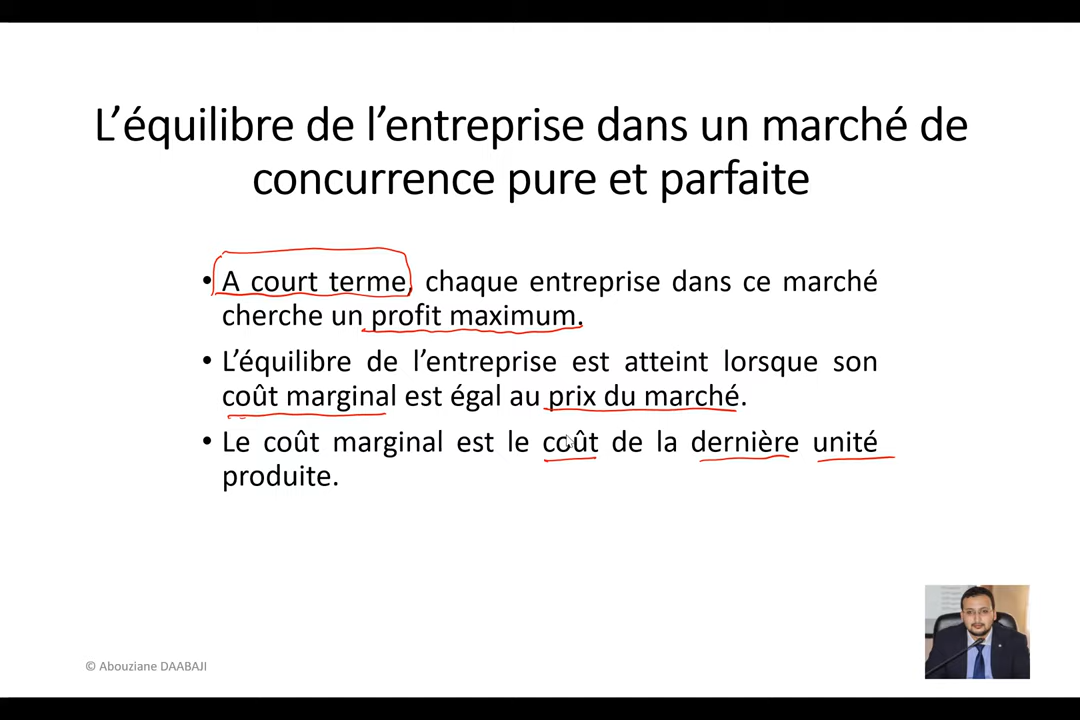 L’équilibre de l’entreprise dans un marché de
concurrence pure et parfaite
• A court terme, chaque entreprise dans ce marché
cherche un profit maximum.
• L’équilibre de l’entreprise est atteint lorsque son
coût marginal est égal au prix du marché.
• Le coût marginal est le coût de la dernière unité
produite.
© Abouziane DAABAJI